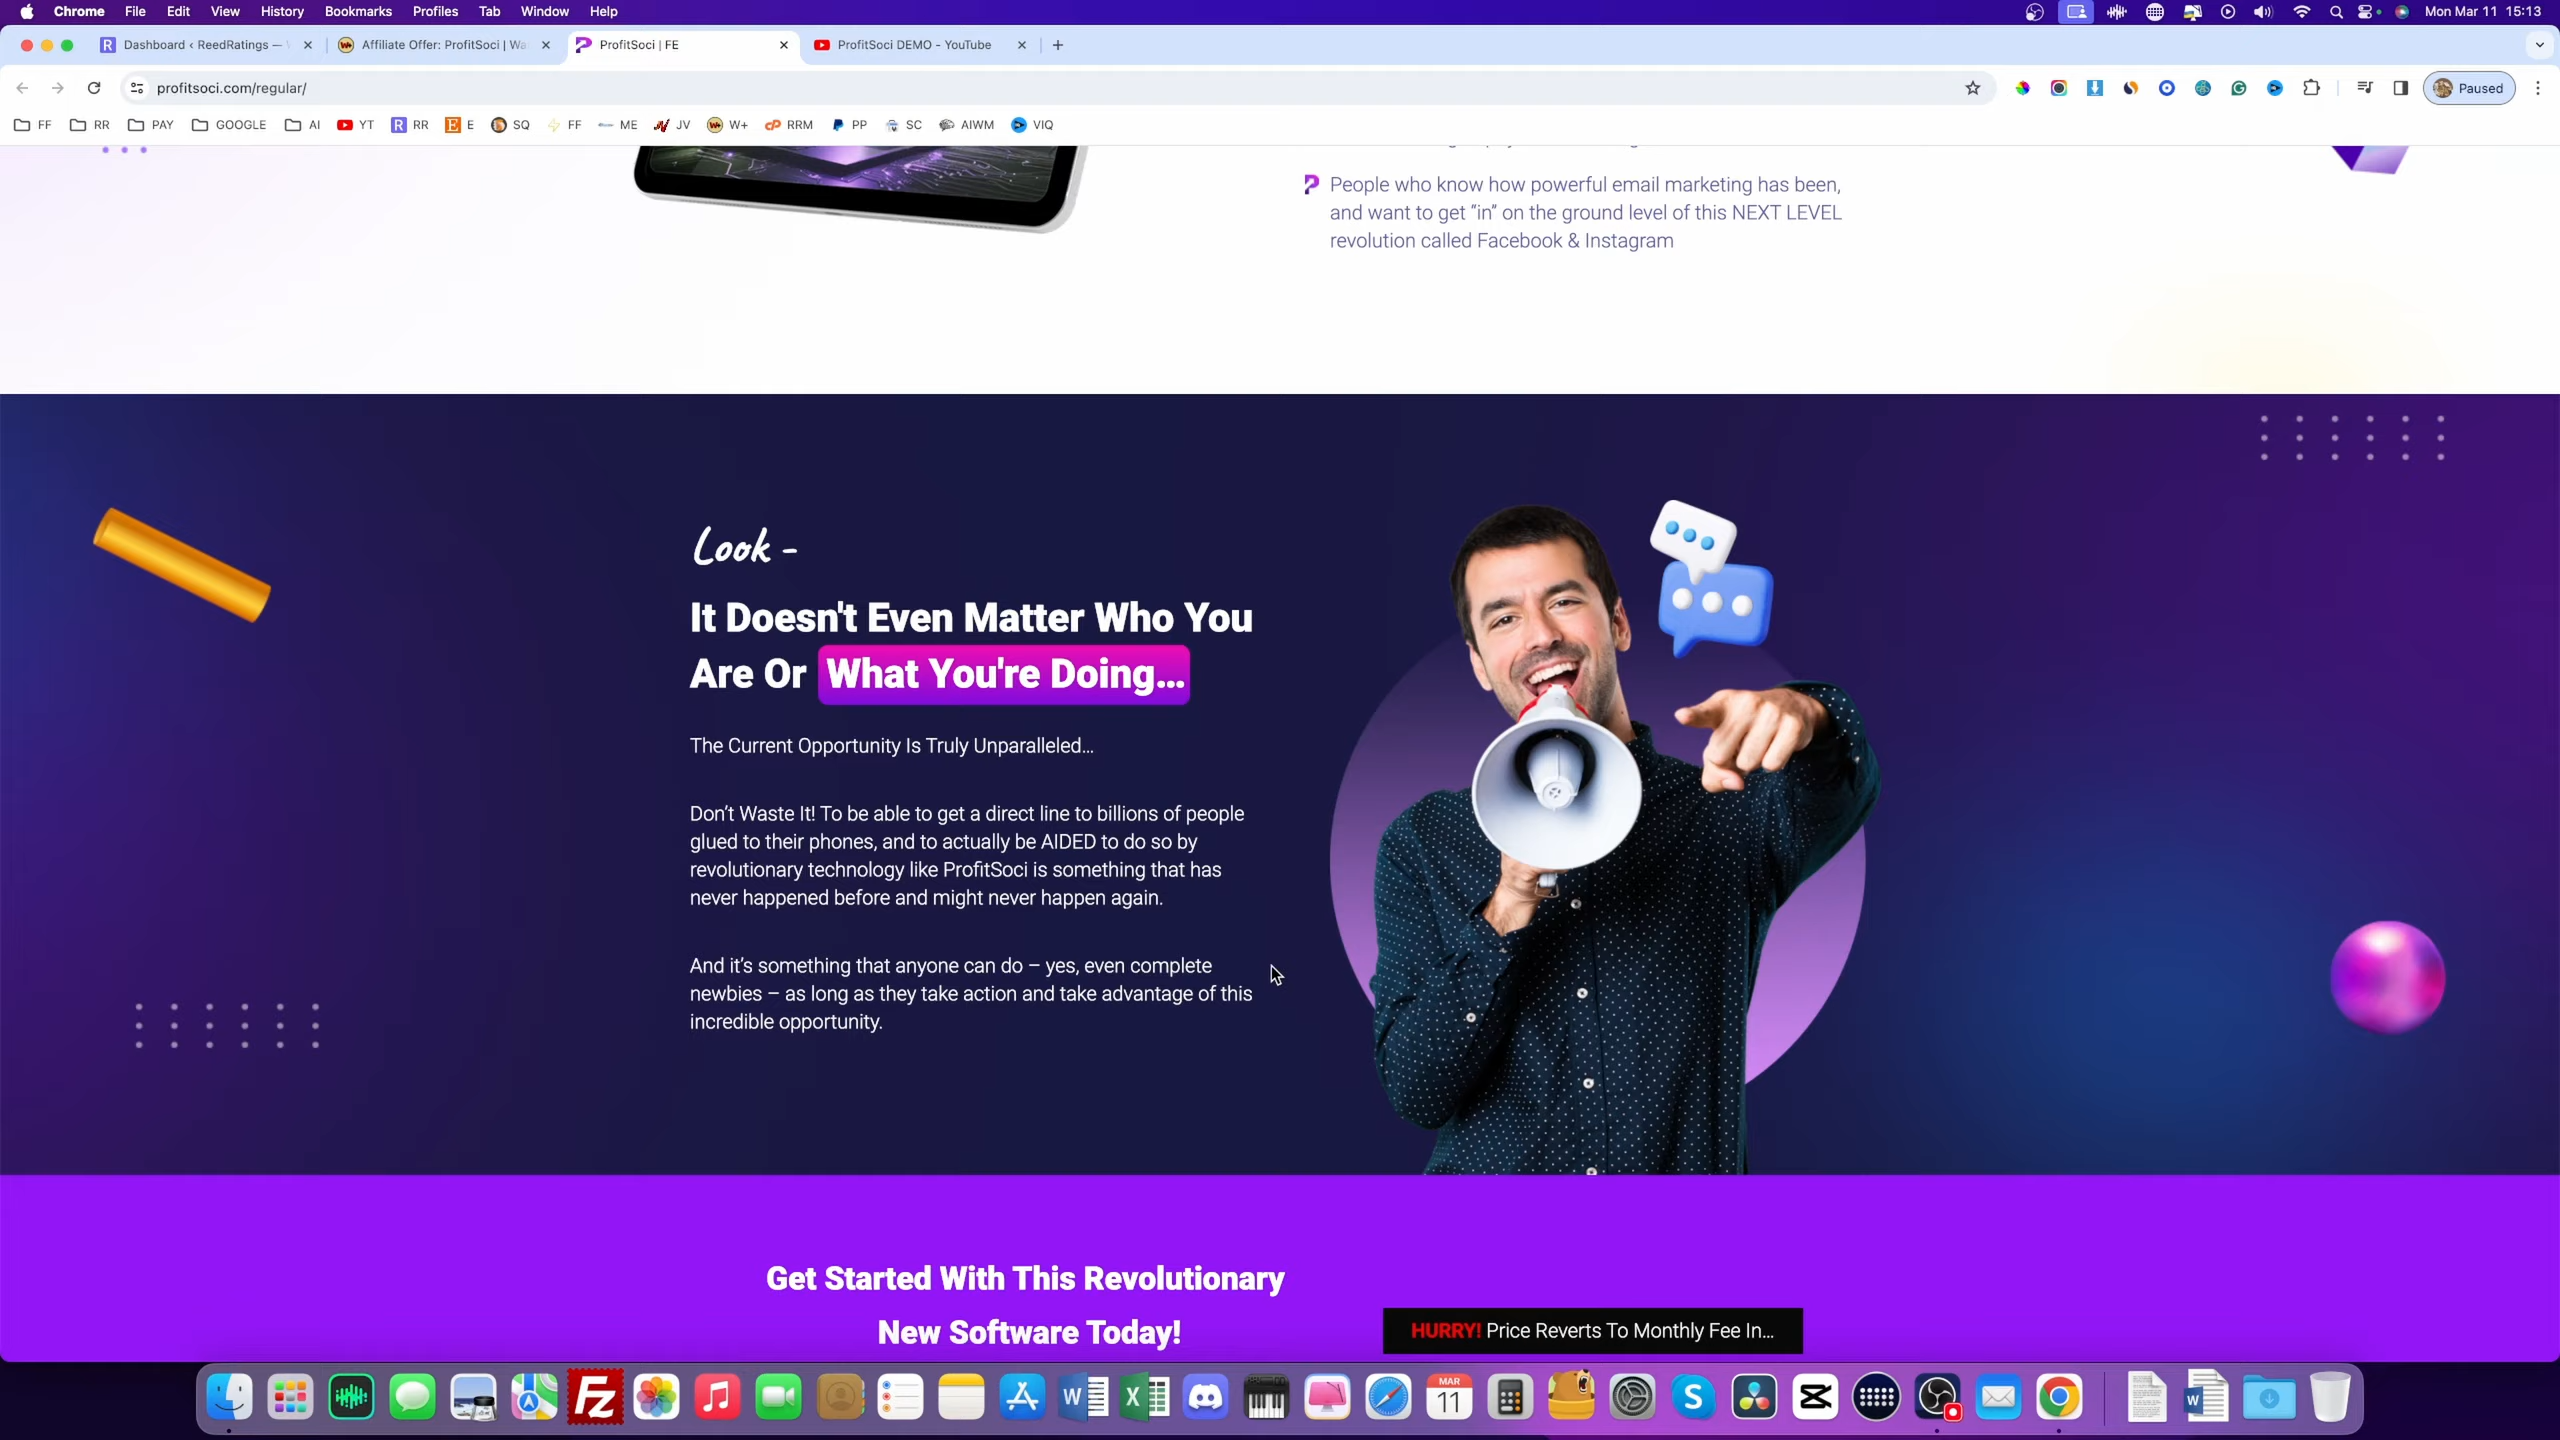 Chrome File Edit View History Bookmarks Profiles Tab Window Help
Mon Mar 11 15:13
Dashboard ‹ ReedRatings —
Affiliate Offer: ProfitSoci | Wa
ProfitSoci | FE
ProfitSoci DEMO - YouTube
profitsoci.com/regular/
Paused
FF RR PAY GOOGLE AI YT RR E SQ FF ME JV W+ RRM PP SC AIWM VIQ
People who know how powerful email marketing has been,
and want to get “in” on the ground level of this NEXT LEVEL
revolution called Facebook & Instagram
Look -
It Doesn't Even Matter Who You
Are Or What You're Doing...
The Current Opportunity Is Truly Unparalleled...
Don’t Waste It! To be able to get a direct line to billions of people
glued to their phones, and to actually be AIDED to do so by
revolutionary technology like ProfitSoci is something that has
never happened before and might never happen again.
And it’s something that anyone can do – yes, even complete
newbies – as long as they take action and take advantage of this
incredible opportunity.
Get Started With This Revolutionary
New Software Today!
HURRY! Price Reverts To Monthly Fee In...
MAR
11